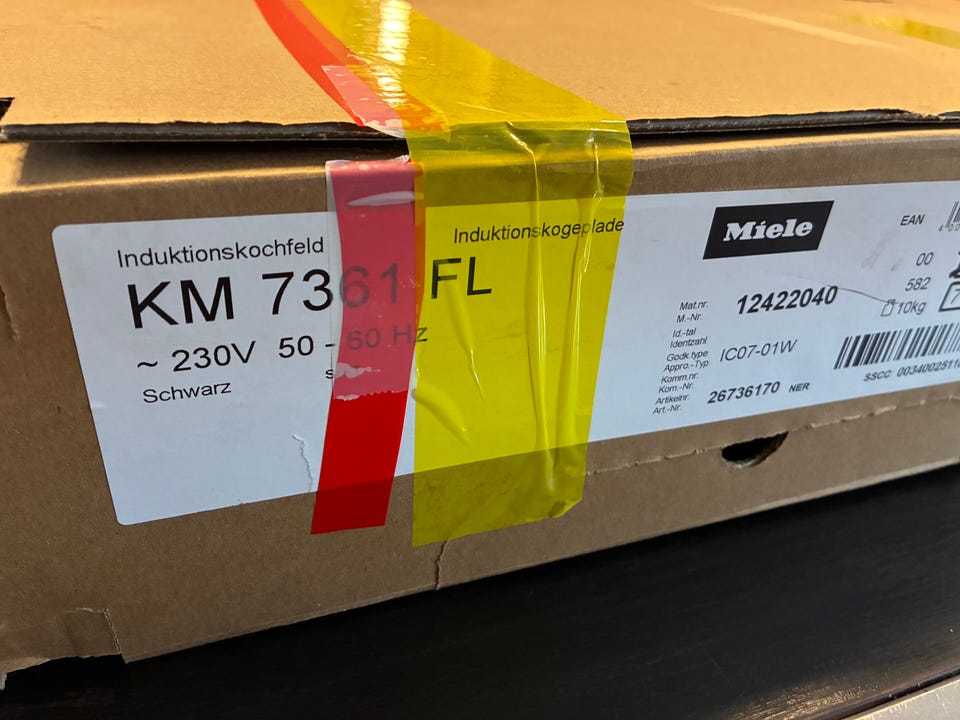 Induktionskochfeld
Induktionskogeplade
KM 7361 FL
~ 230V 50 - 60 Hz
Schwarz
s
Miele
Mat.nr.
M.-Nr.
12422040
Id.-tal
Identzahl
Godk.type
Appro.-Typ
IC07-01W
Komm.nr.
Kom.-Nr.
26736170 NER
Artikelnr.
Art.-Nr.
EAN
00
582
10kg
SSCC 0034002511